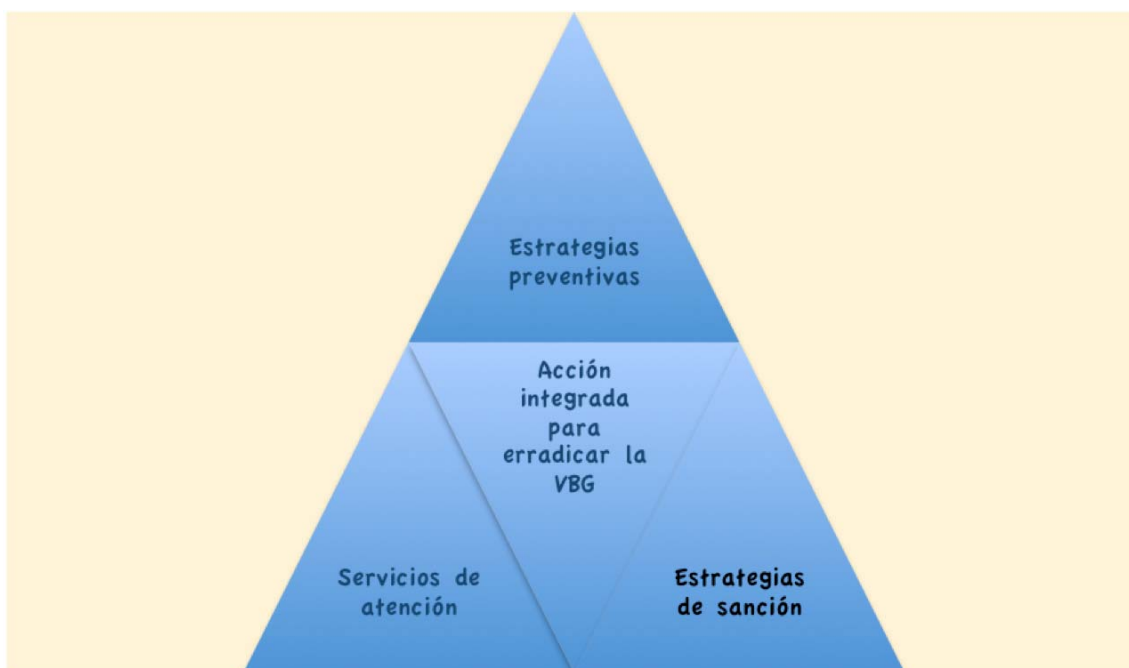 Estrategias
preventivas
Acción
integrada
para
erradicar la
VBG
Servicios de
atención
Estrategias
de sanción